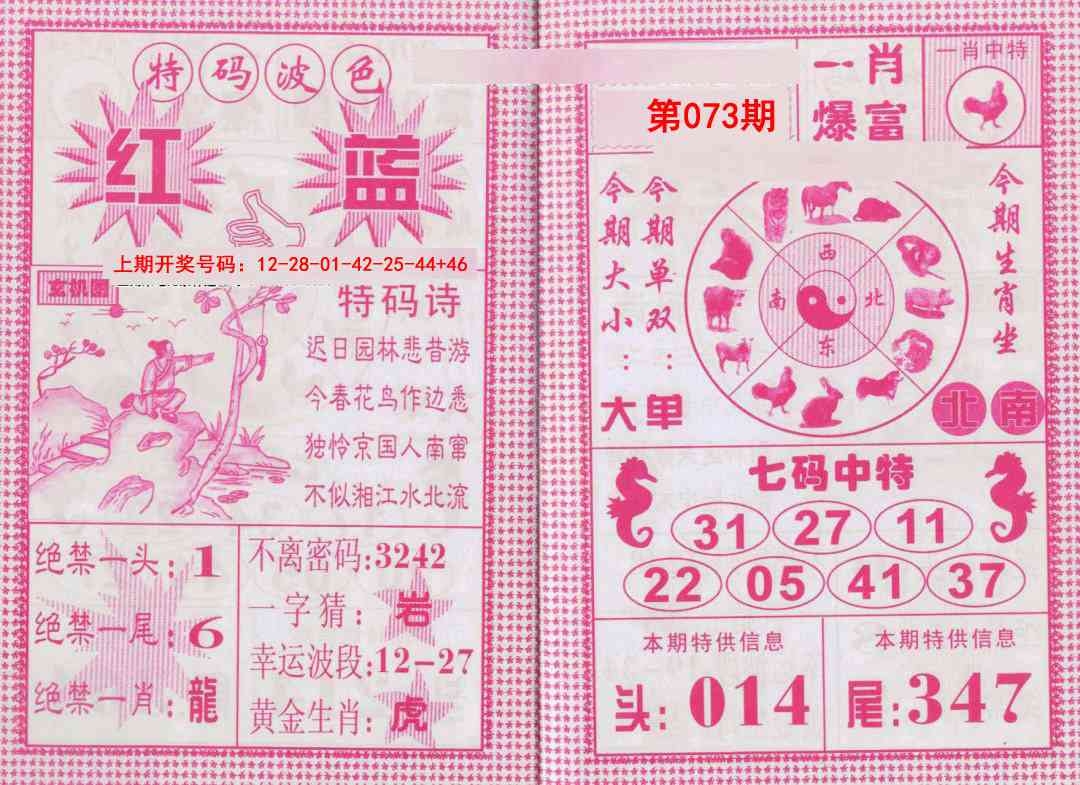 特码波色
红 蓝
上期开奖号码：12-28-01-42-25-44+46
玄机图
特码诗
迟日园林悲昔游
今春花鸟作边愁
独怜京国人南窜
不似湘江水北流
绝禁一头：1
绝禁一尾：6
绝禁一肖：龍
不离密码:3242
一字猜：岩
幸运波段:12-27
黄金生肖：虎
第073期
一肖
爆富
一肖中特
今期大小：大
今期单双：单
西
南 北
东
今期生肖坐
北南
七码中特
31 27 11
22 05 41 37
本期特供信息
头：014
本期特供信息
尾：347